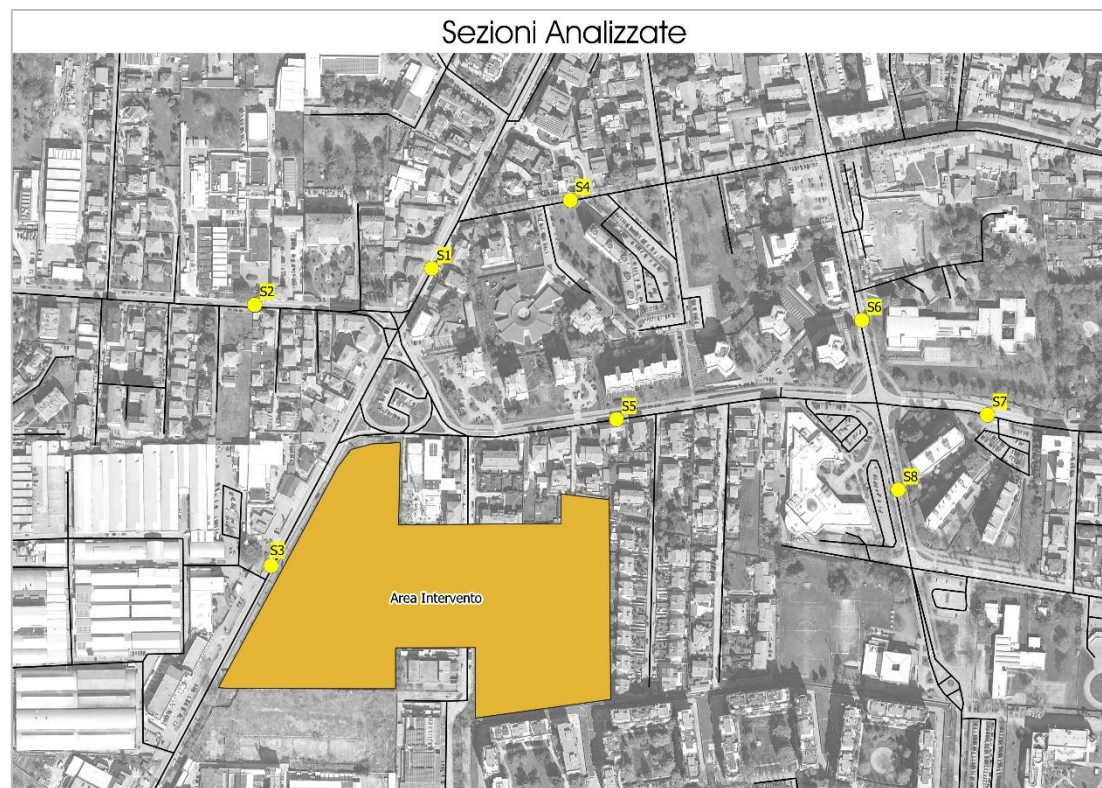 Sezioni Analizzate
S4
S1
S2
S6
S5
S7
S8
S3
Area Intervento